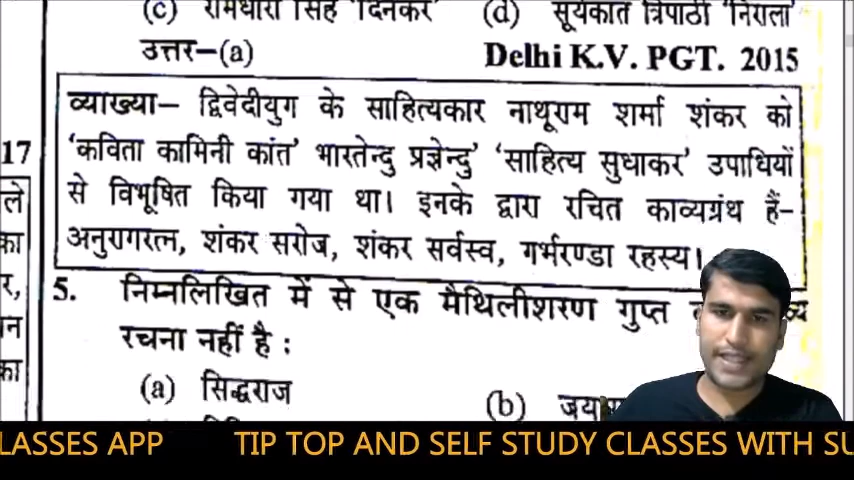 (c) रामधारी सिंह 'दिनकर' (d) सूर्यकांत त्रिपाठी 'निराला'
उत्तर–(a) Delhi K.V. PGT. 2015
व्याख्या– द्विवेदीयुग के साहित्यकार नाथूराम शर्मा शंकर को
17 'कविता कामिनी कांत' भारतेन्दु प्रज्ञेन्दु' 'साहित्य सुधाकर' उपाधियों
ले से विभूषित किया गया था। इनके द्वारा रचित काव्यग्रंथ हैं–
का अनुरागरत्न, शंकर सरोज, शंकर सर्वस्व, गर्भरण्डा रहस्य।
र, 5. निम्नलिखित में से एक मैथिलीशरण गुप्त
न रचना नहीं है :
का (a) सिद्धराज (b)
LASSES APP TIP TOP AND SELF STUDY CLASSES WITH SU